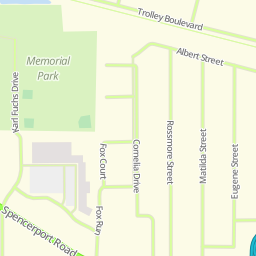 Trolley Boulevard
Albert Street
Memorial
Park
Karl Fuchs Drive
Fox Court
Cornelia Drive
Rossmore Street
Matilda Street
Eugene Street
Fox Run
Spencerport Road